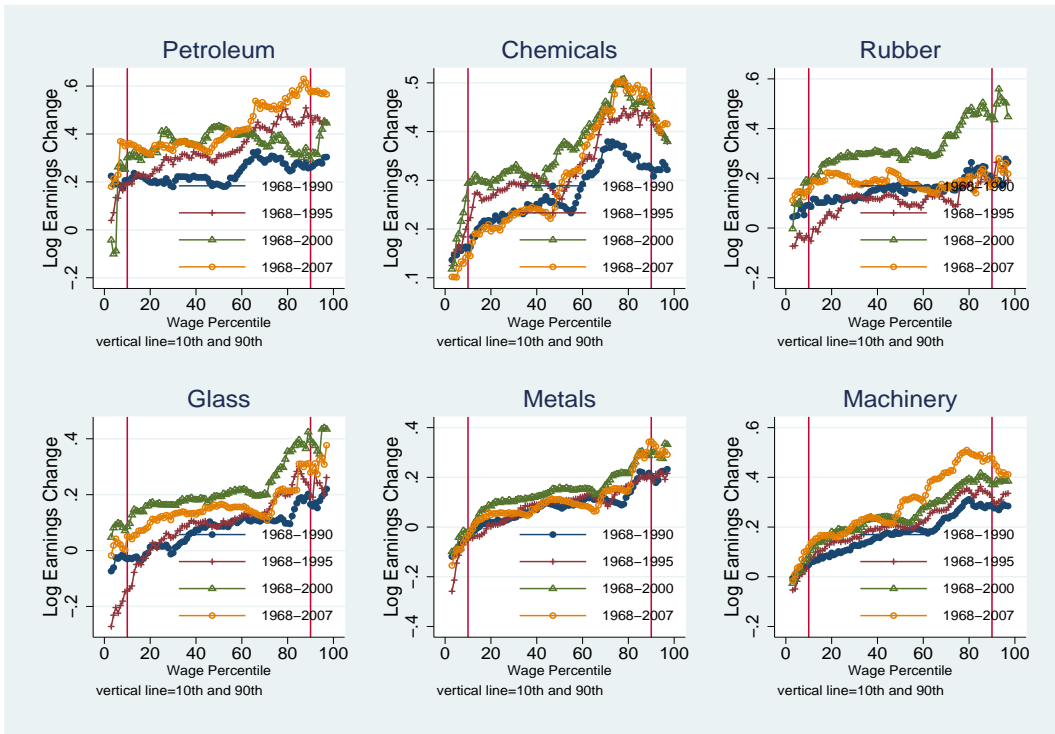 Petroleum
Log Earnings Change
.6
.4
.2
0
-.2
1968-1990
1968-1995
1968-2000
1968-2007
0 20 40 60 80 100
Wage Percentile
vertical line=10th and 90th
Chemicals
Log Earnings Change
.5
.4
.3
.2
.1
1968-1990
1968-1995
1968-2000
1968-2007
0 20 40 60 80 100
Wage Percentile
vertical line=10th and 90th
Rubber
Log Earnings Change
.6
.4
.2
0
-.2
1968-1990
1968-1995
1968-2000
1968-2007
0 20 40 60 80 100
Wage Percentile
vertical line=10th and 90th
Glass
Log Earnings Change
.4
.2
0
-.2
1968-1990
1968-1995
1968-2000
1968-2007
0 20 40 60 80 100
Wage Percentile
vertical line=10th and 90th
Metals
Log Earnings Change
.4
.2
0
-.2
-.4
1968-1990
1968-1995
1968-2000
1968-2007
0 20 40 60 80 100
Wage Percentile
vertical line=10th and 90th
Machinery
Log Earnings Change
.6
.4
.2
0
-.2
1968-1990
1968-1995
1968-2000
1968-2007
0 20 40 60 80 100
Wage Percentile
vertical line=10th and 90th